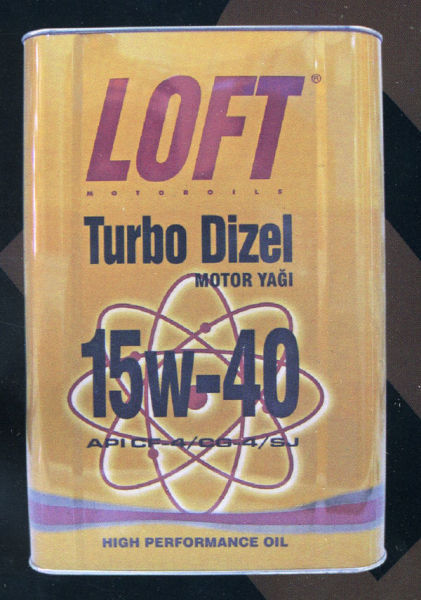 LOFT®
MOTOROILS
Turbo Dizel
MOTOR YAĞI
15w-40
API CF-4/CG-4/SJ
HIGH PERFORMANCE OIL